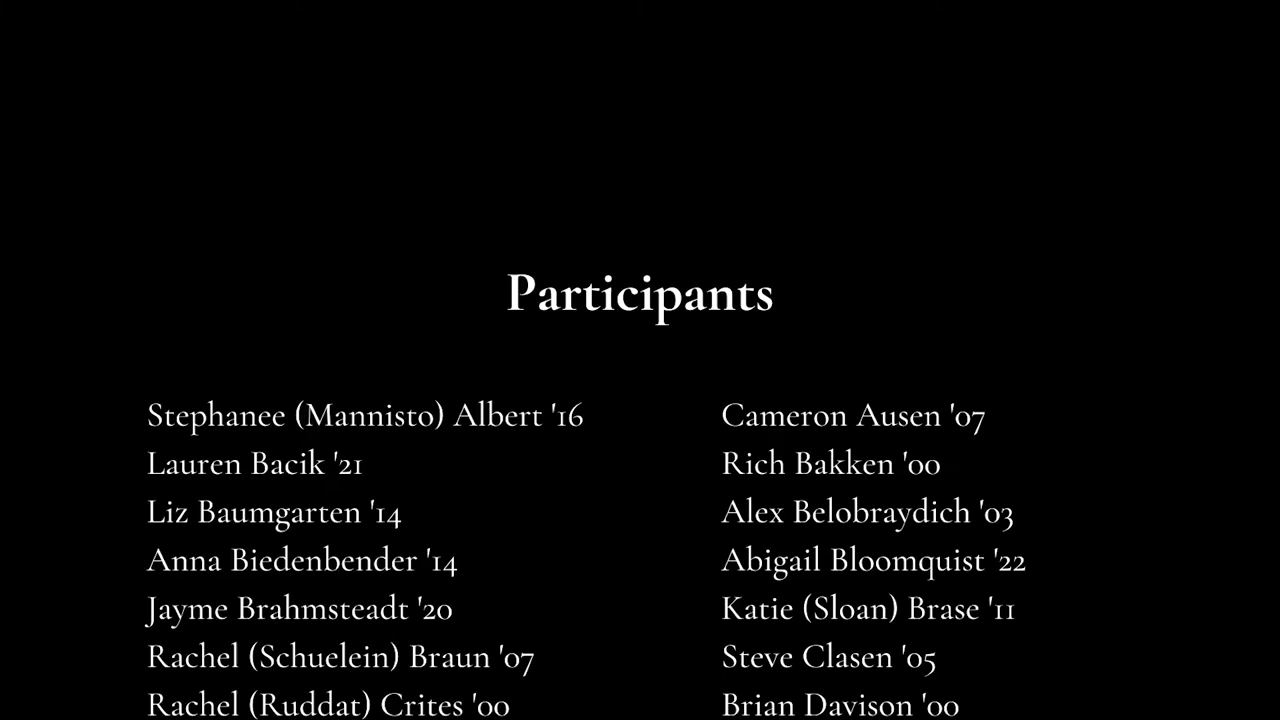 Participants
Stephanee (Mannisto) Albert '16
Lauren Bacik '21
Liz Baumgarten '14
Anna Biedenbender '14
Jayme Brahmsteadt '20
Rachel (Schuelein) Braun '07
Rachel (Ruddat) Crites '00
Cameron Ausen '07
Rich Bakken '00
Alex Belobraydich '03
Abigail Bloomquist '22
Katie (Sloan) Brase '11
Steve Clasen '05
Brian Davison '00